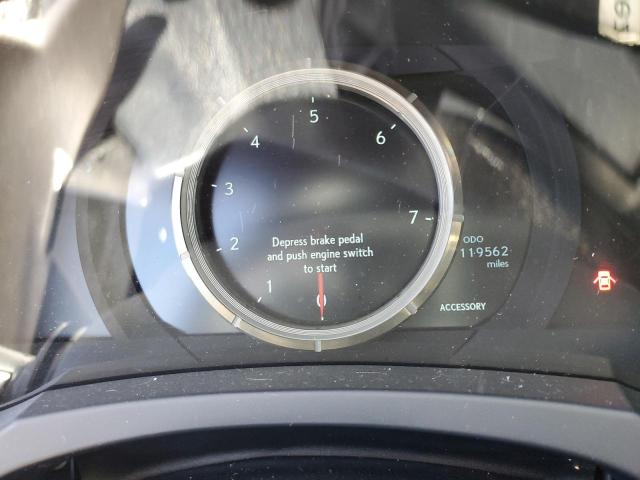 5
4
6
3
7
2
Depress brake pedal
and push engine switch
to start
1
0
ODO
119562
miles
ACCESSORY